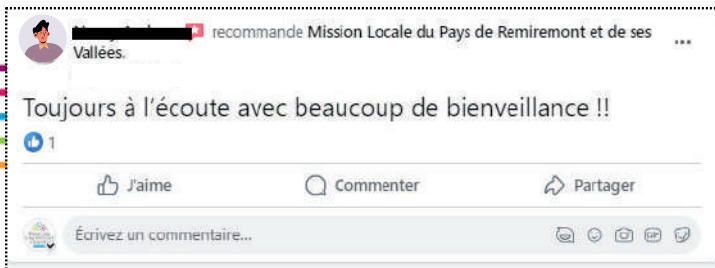 recommande Mission Locale du Pays de Remiremont et de ses
Vallées.
Toujours à l'écoute avec beaucoup de bienveillance !!
1
J'aime
Commenter
Partager
Écrivez un commentaire...
GIF